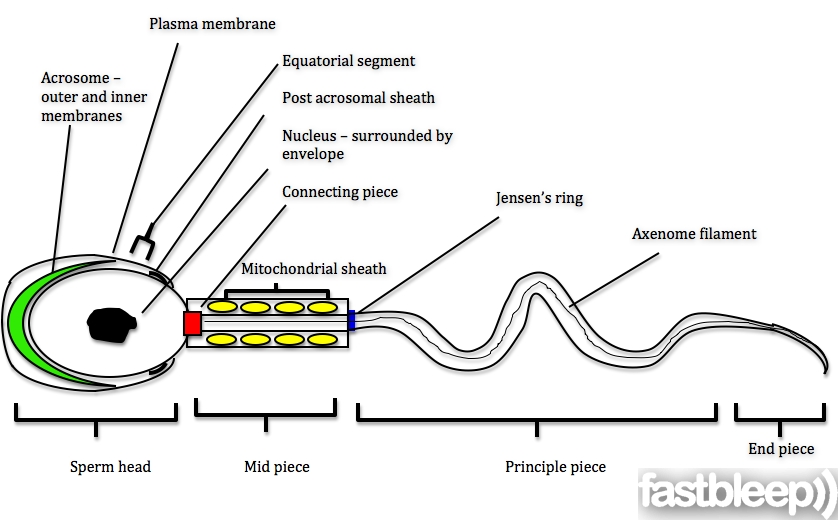 Plasma membrane
Equatorial segment
Acrosome –
outer and inner
membranes
Post acrosomal sheath
Nucleus – surrounded by
envelope
Connecting piece
Jensen's ring
Axenome filament
Mitochondrial sheath
Sperm head
Mid piece
Principle piece
End piece
fastbleep